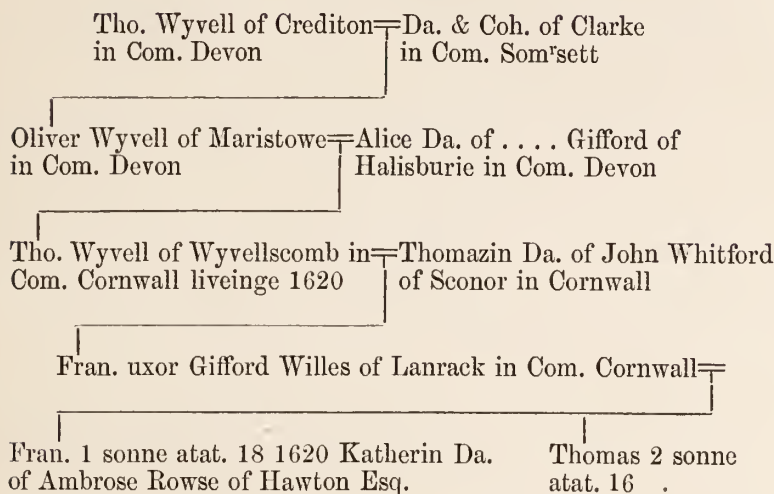 Tho. Wyvell of Crediton Da. & Coh. of Clarke
in Com. Devon in Com. Somʳsett
Oliver Wyvell of Maristowe Alice Da. of . . . . Gifford of
in Com. Devon Halisburie in Com. Devon
Tho. Wyvell of Wyvellscomb in Thomazin Da. of John Whitford
Com. Cornwall liveinge 1620 of Sconor in Cornwall
Fran. uxor Gifford Willes of Lanrack in Com. Cornwall
Fran. 1 sonne atat. 18 1620 Katherin Da. Thomas 2 sonne
of Ambrose Rowse of Hawton Esq. atat. 16 .